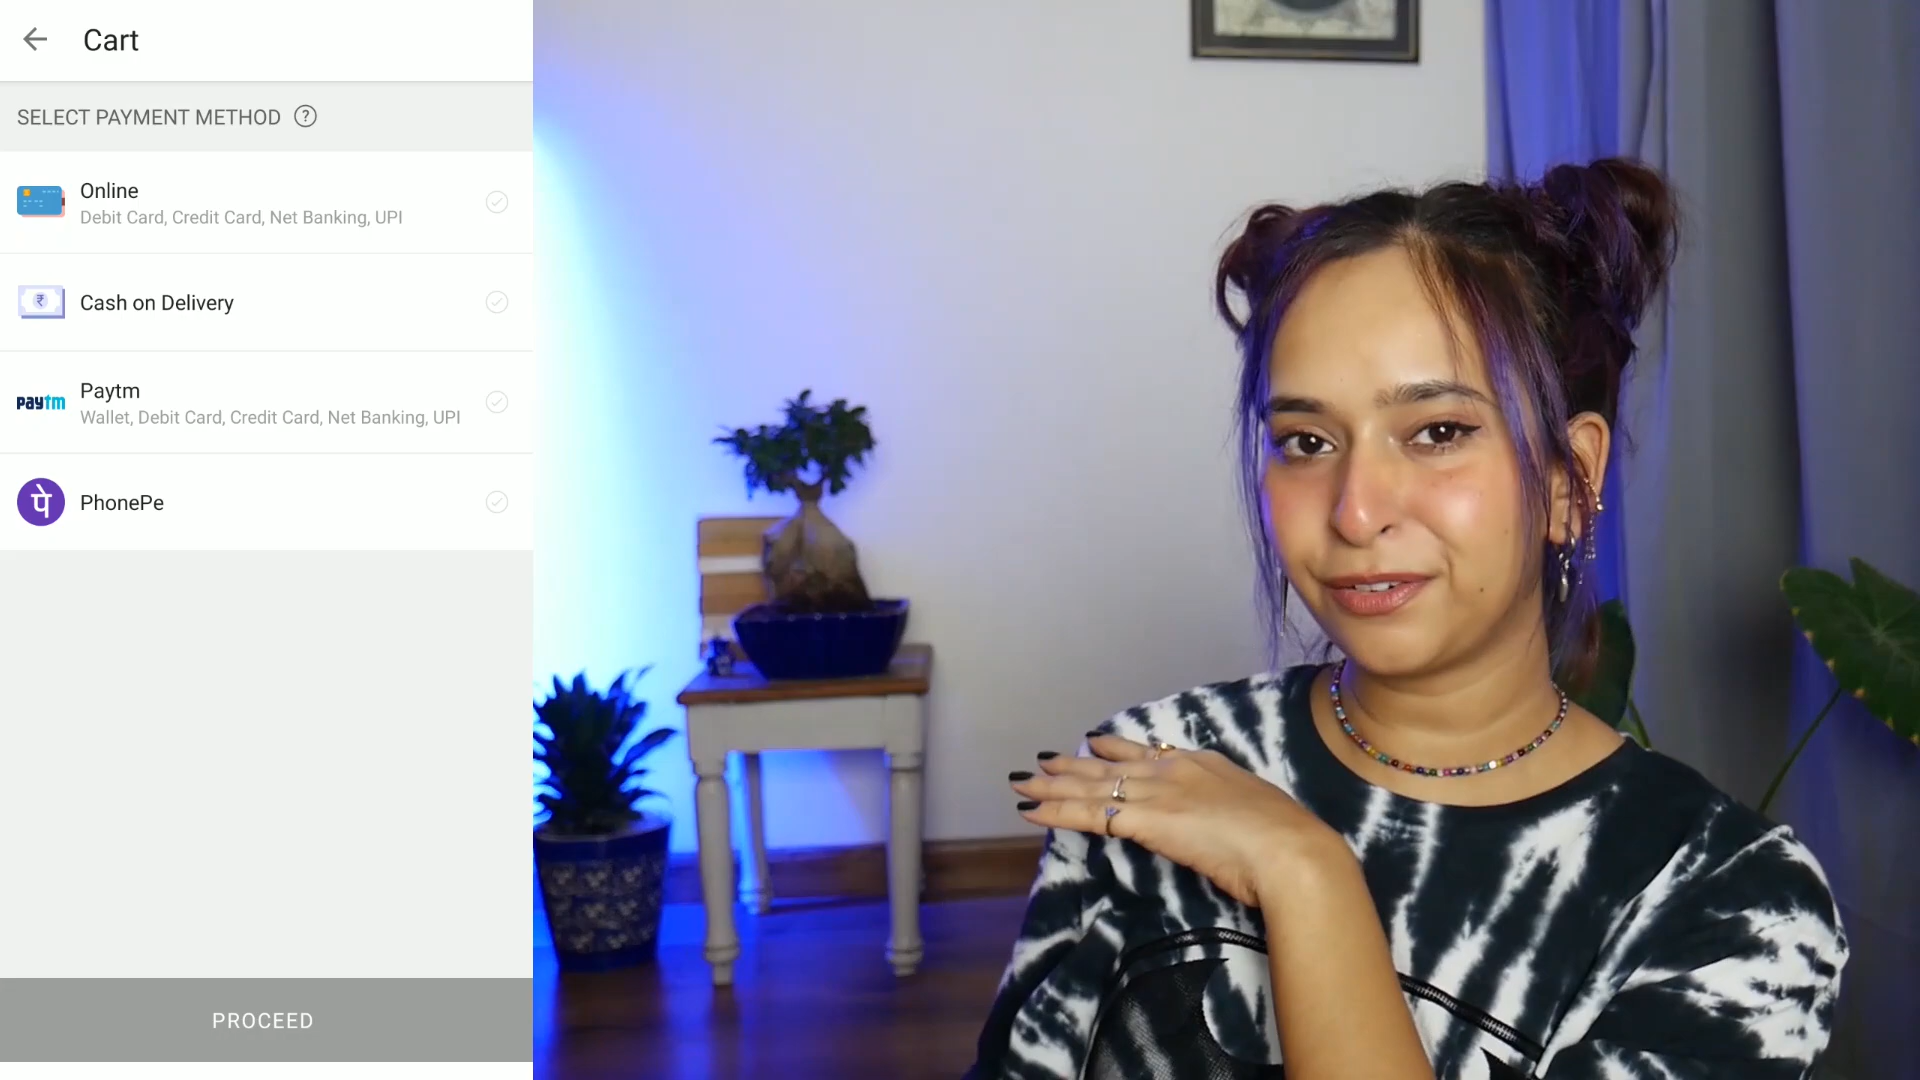 Cart
SELECT PAYMENT METHOD ?
Online
Debit Card, Credit Card, Net Banking, UPI
₹
Cash on Delivery
paytm
Paytm
Wallet, Debit Card, Credit Card, Net Banking, UPI
पे
PhonePe
PROCEED